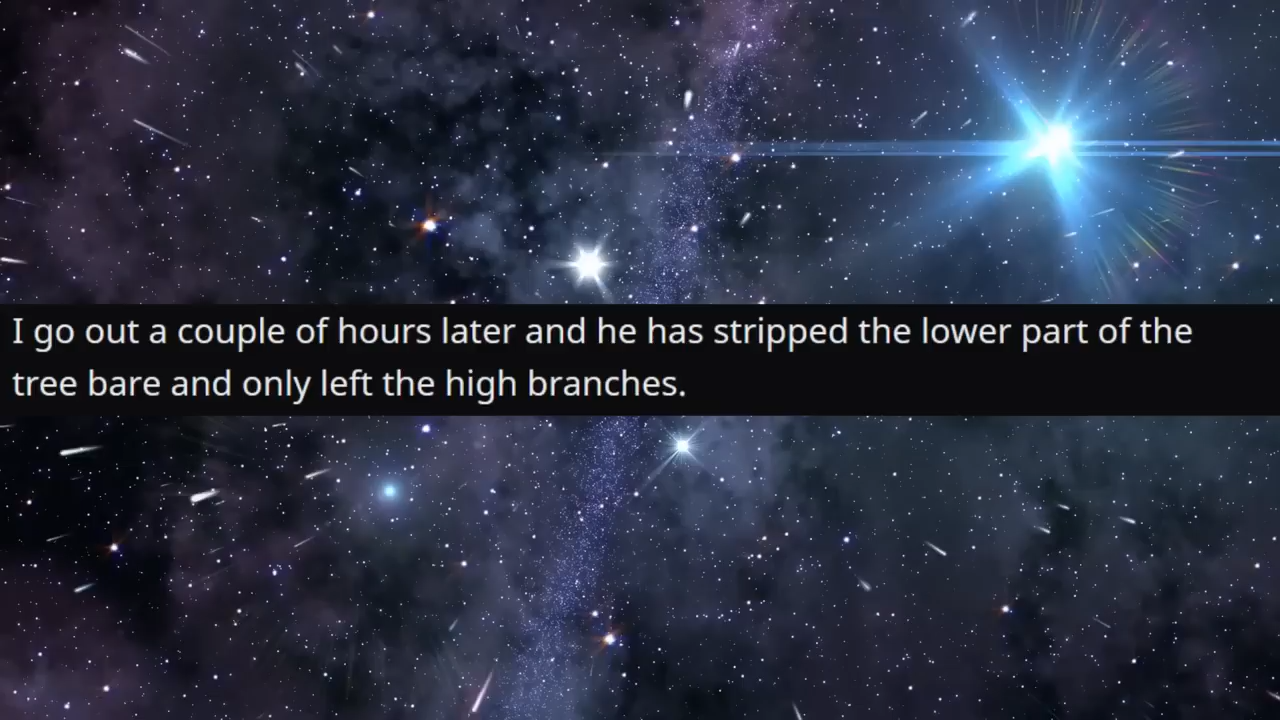 I go out a couple of hours later and he has stripped the lower part of the
tree bare and only left the high branches.